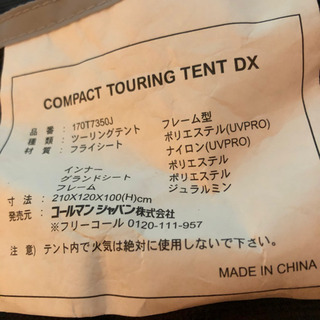 COMPACT TOURING TENT DX
品番：170T7350J
種類：ツーリングテント フレーム型
材質：フライシート ポリエステル(UVPRO)
ナイロン(UVPRO)
インナー ポリエステル
グランドシート ポリエステル
フレーム ジュラルミン
寸法：210X120X100(H)cm
発売元：コールマン ジャパン株式会社
※フリーコール 0120-111-957
注意）テント内で火気は絶対に使用しないで下さい。
MADE IN CHINA